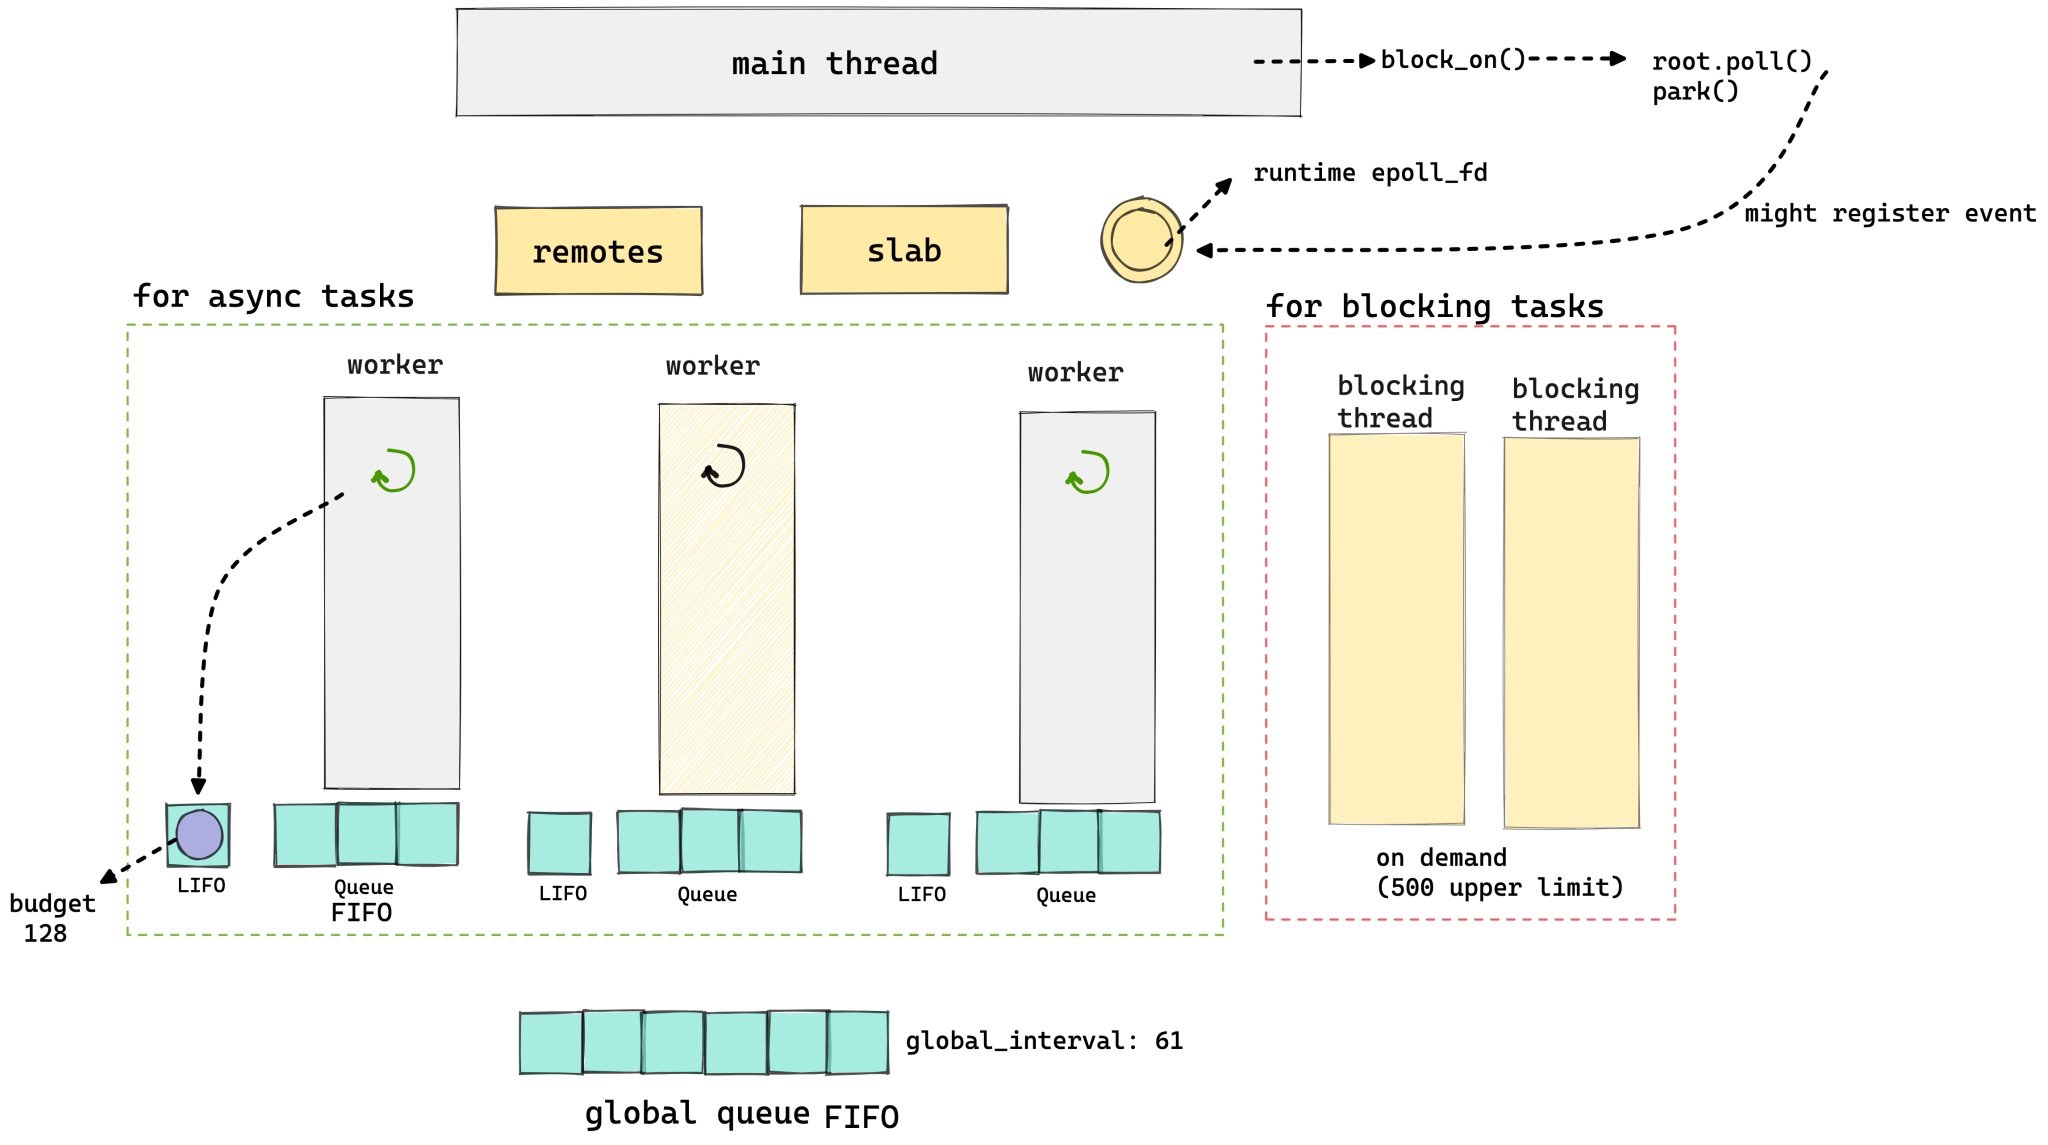 main thread
block_on()
root.poll()
park()
runtime epoll_fd
might register event
remotes
slab
for async tasks
for blocking tasks
worker
worker
worker
blocking
thread
blocking
thread
on demand
(500 upper limit)
LIFO
Queue
FIFO
LIFO
Queue
LIFO
Queue
budget
128
global_interval: 61
global queue FIFO